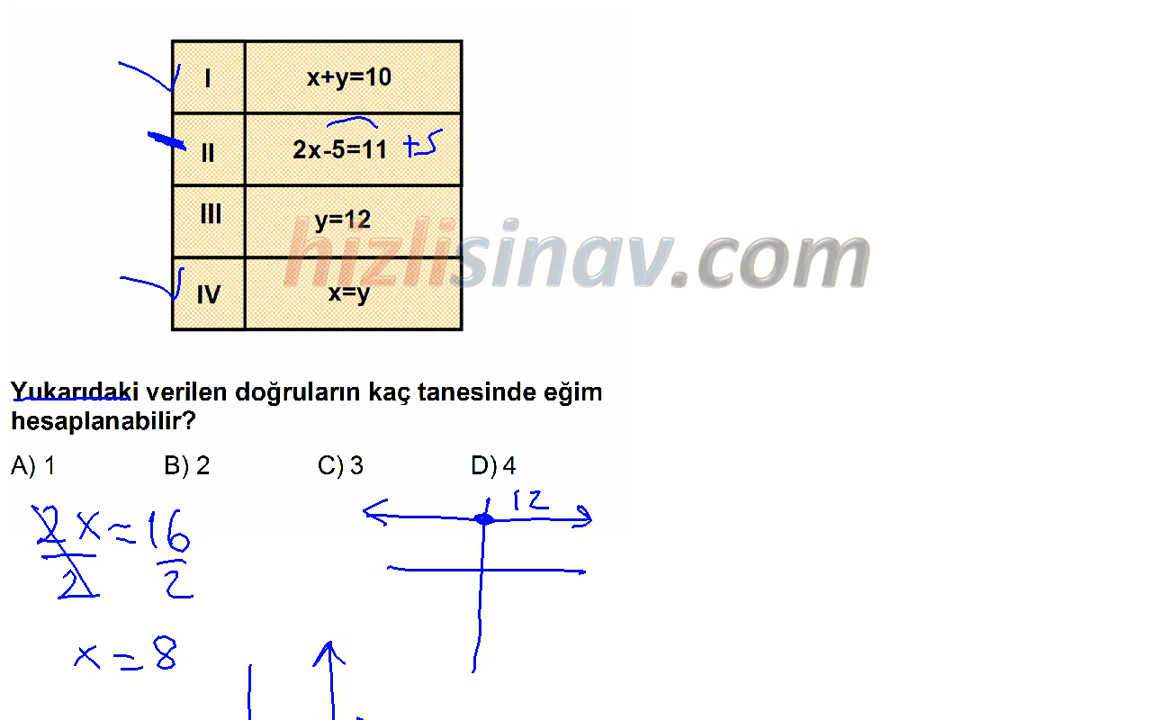 I x+y=10
II 2x-5=11 +5
III y=12
IV x=y
hizlisinav.com
Yukarıdaki verilen doğruların kaç tanesinde eğim
hesaplanabilir?
A) 1 B) 2 C) 3 D) 4
12
2x=16
2 2
x=8